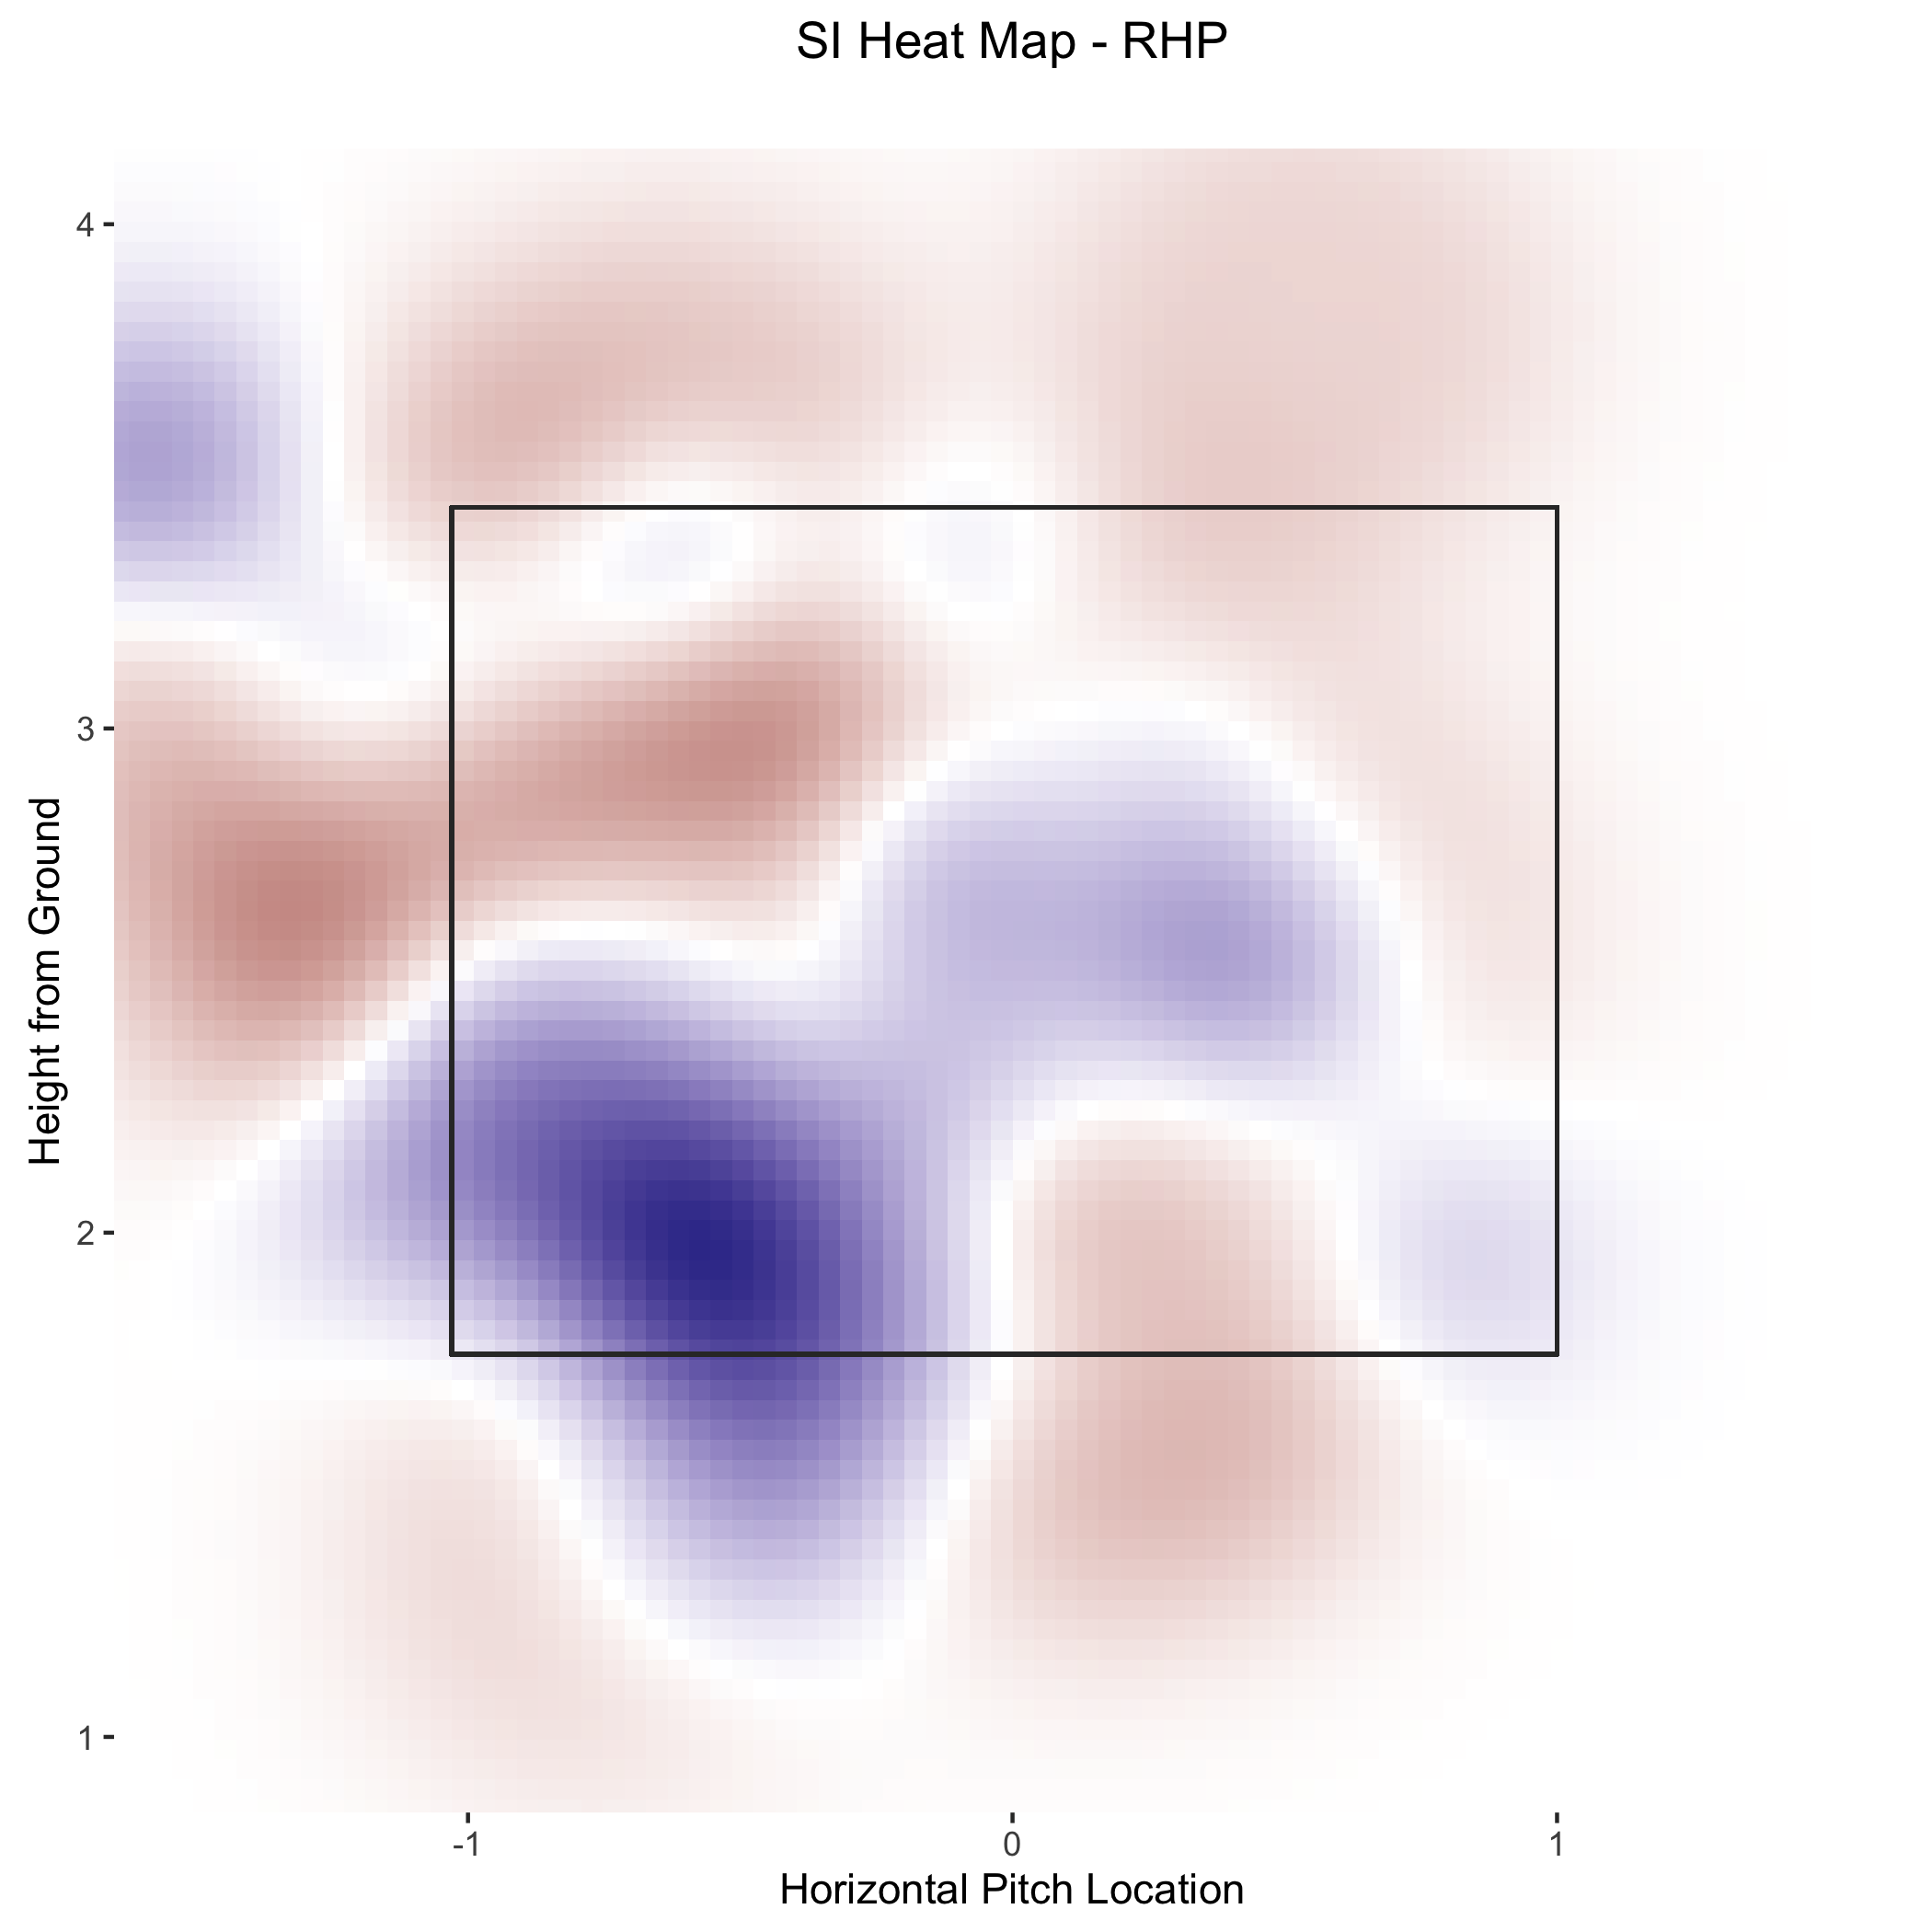 SI Heat Map - RHP
4
3
2
1
Height from Ground
-1 0 1
Horizontal Pitch Location